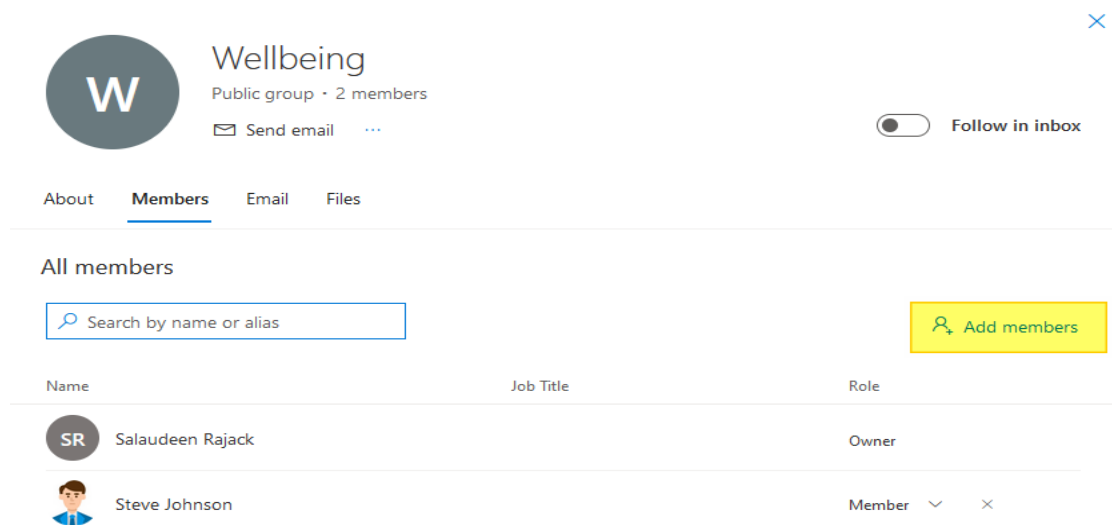 W
Wellbeing
Public group • 2 members
Send email ...
Follow in inbox
About Members Email Files
All members
Search by name or alias
Add members
Name Job Title Role
SR Salaudeen Rajack Owner
Steve Johnson Member